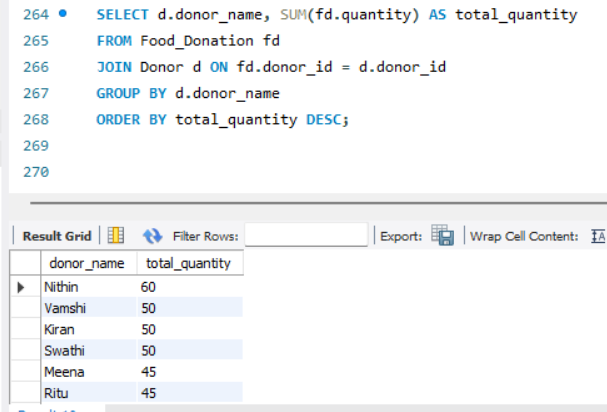 264 SELECT d.donor_name, SUM(fd.quantity) AS total_quantity
265 FROM Food_Donation fd
266 JOIN Donor d ON fd.donor_id = d.donor_id
267 GROUP BY d.donor_name
268 ORDER BY total_quantity DESC;
269
270
Result Grid Filter Rows: Export: Wrap Cell Content: IA
donor_name total_quantity
Nithin 60
Vamshi 50
Kiran 50
Swathi 50
Meena 45
Ritu 45